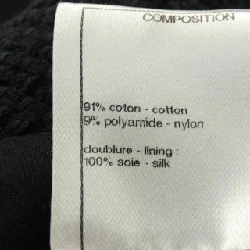 COMPOSITION
91% coton - cotton
9% polyamide - nylon
doublure - lining :
100% soie - silk